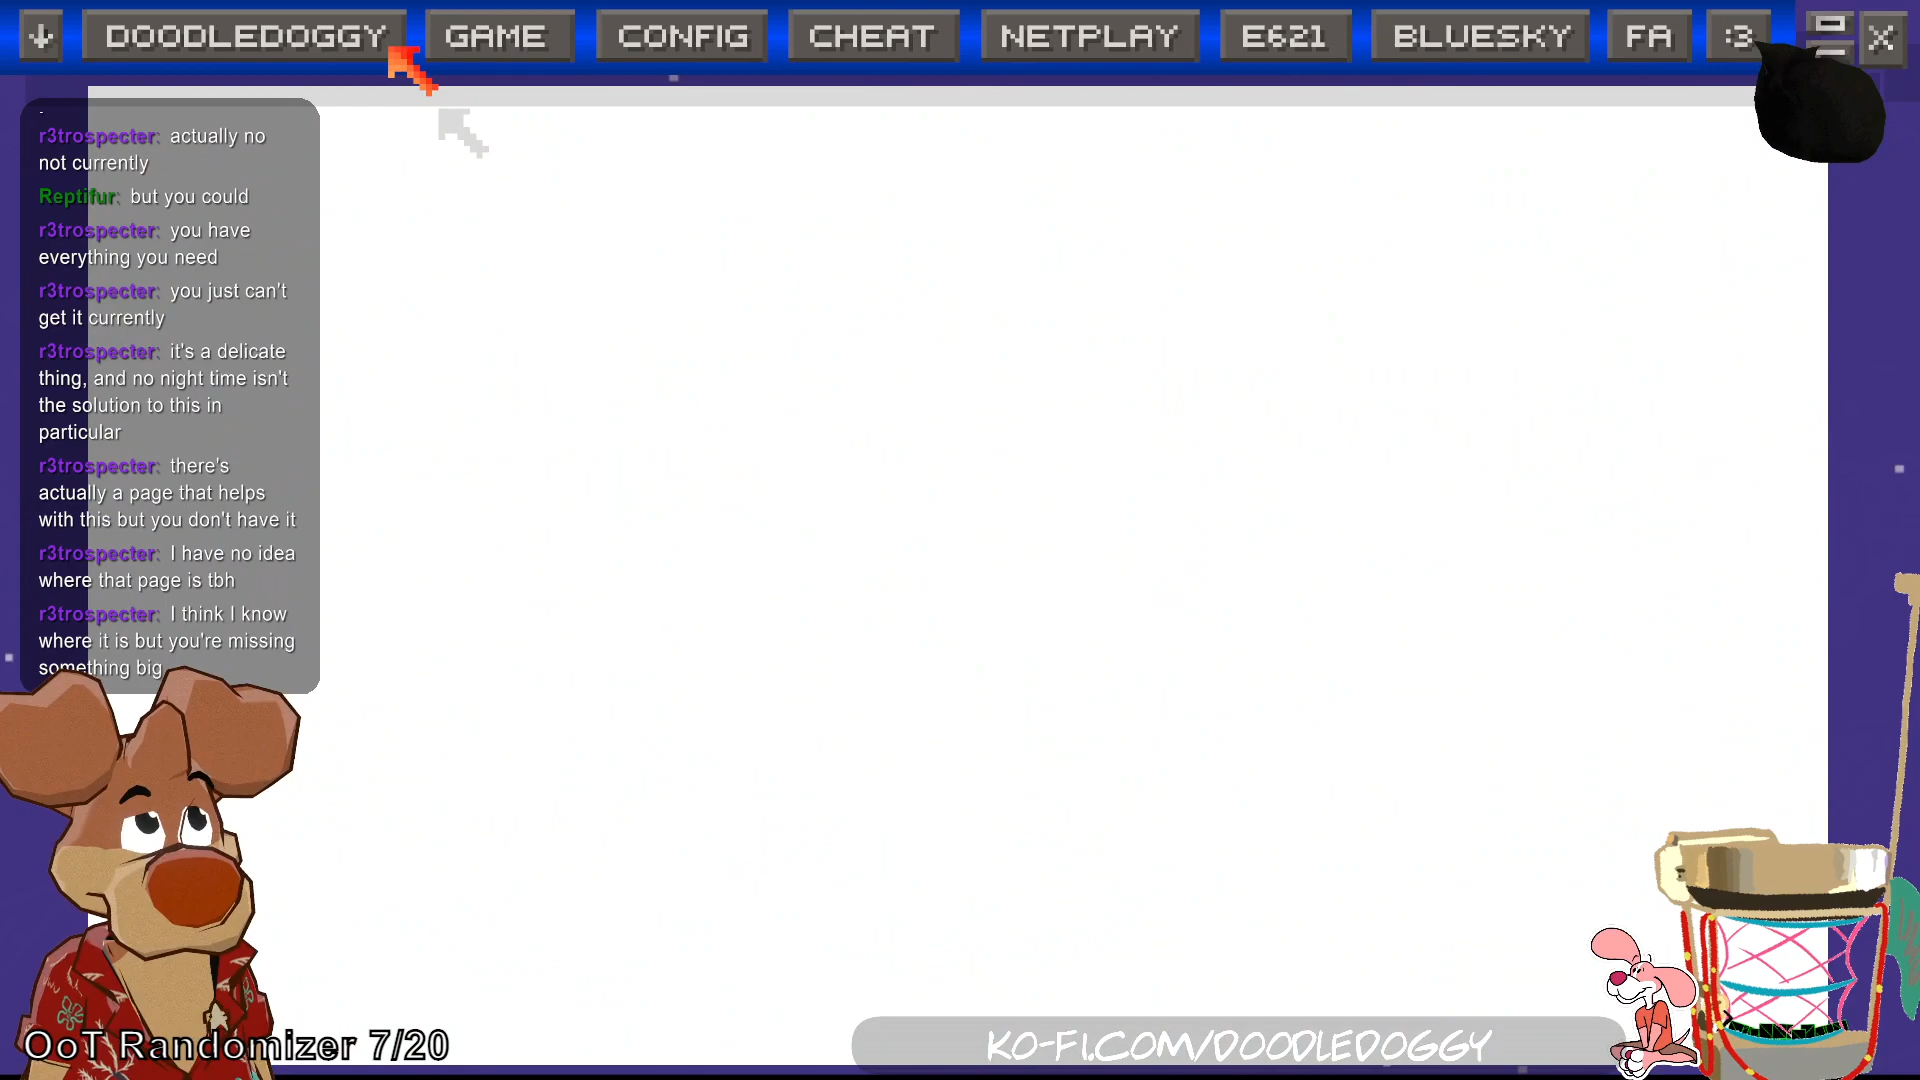 DOODLEDOGGY GAME CONFIG CHEAT NETPLAY E621 BLUESKY FA :3 X
r3trospecter: actually no
not currently
Reptifur: but you could
r3trospecter: you have
everything you need
r3trospecter: you just can't
get it currently
r3trospecter: it's a delicate
thing, and no night time isn't
the solution to this in
particular
r3trospecter: there's
actually a page that helps
with this but you don't have it
r3trospecter: I have no idea
where that page is tbh
r3trospecter: I think I know
where it is but you're missing
something big
OoT Randomizer 7/20
KO-FI.COM/DOODLEDOGGY